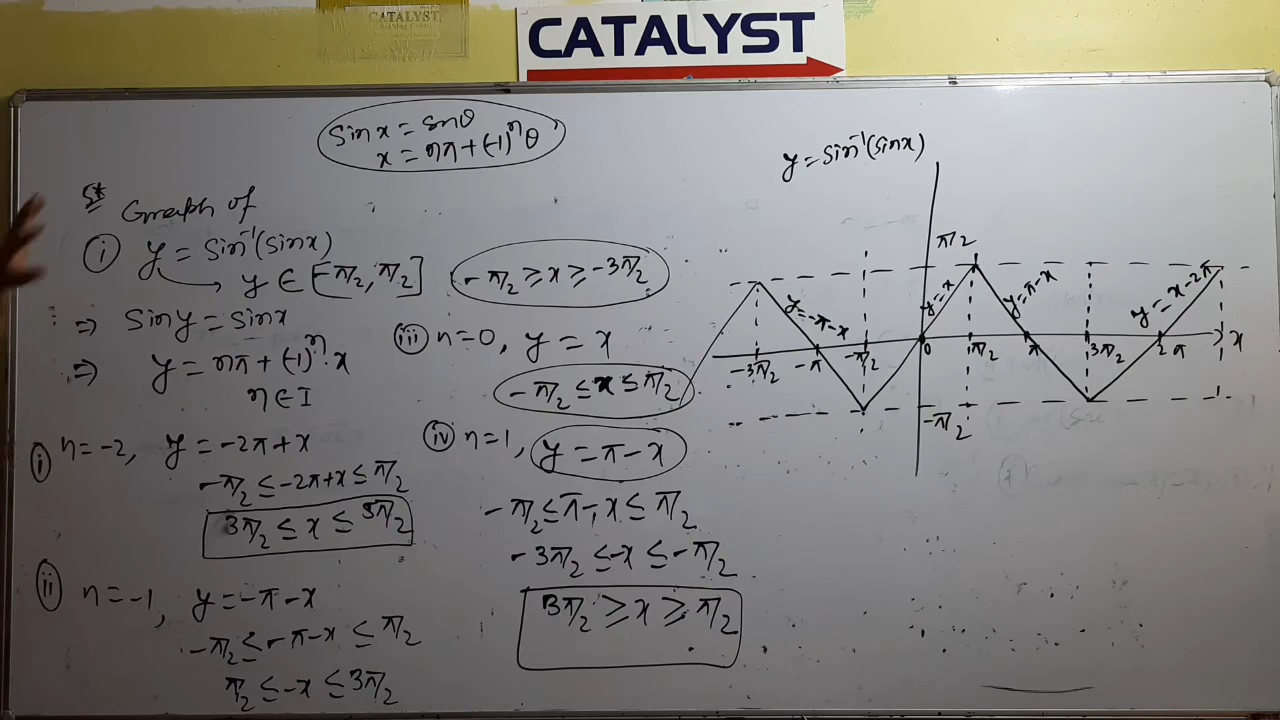 CATALYST
CATALYST
Sin x = Sinθ
x = nπ + (-1)^n θ
Graph of
(i) y = Sin⁻¹(Sin x)
y ∈ [-π/2, π/2]
⇒ Sin y = Sin x
⇒ y = nπ + (-1)^n · x
n ∈ I
(i) n = -2, y = -2π + x
-π/2 ≤ -2π + x ≤ π/2
3π/2 ≤ x ≤ 5π/2
(ii) n = -1, y = -π - x
-π/2 ≤ -π - x ≤ π/2
π/2 ≤ -x ≤ 3π/2
-π/2 ≥ x ≥ -3π/2
(iii) n = 0, y = x
-π/2 ≤ x ≤ π/2
(iv) n = 1, y = π - x
-π/2 ≤ π - x ≤ π/2
-3π/2 ≤ -x ≤ -π/2
3π/2 ≥ x ≥ π/2
y = Sin⁻¹(Sin x)
π/2
y = -π - x
y = x
y = π - x
y = x - 2π
-3π/2 -π -π/2 0 π/2 π 3π/2 2π x
-π/2